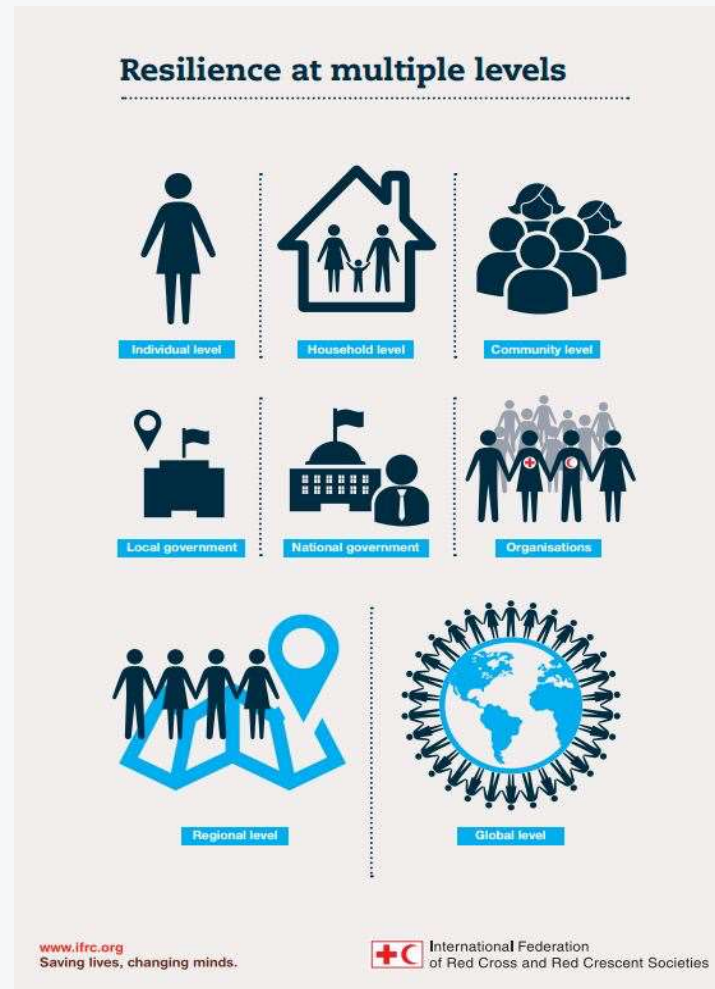 Resilience at multiple levels
Individual level
Household level
Community level
Local government
National government
Organisations
Regional level
Global level
www.ifrc.org
Saving lives, changing minds.
International Federation
of Red Cross and Red Crescent Societies